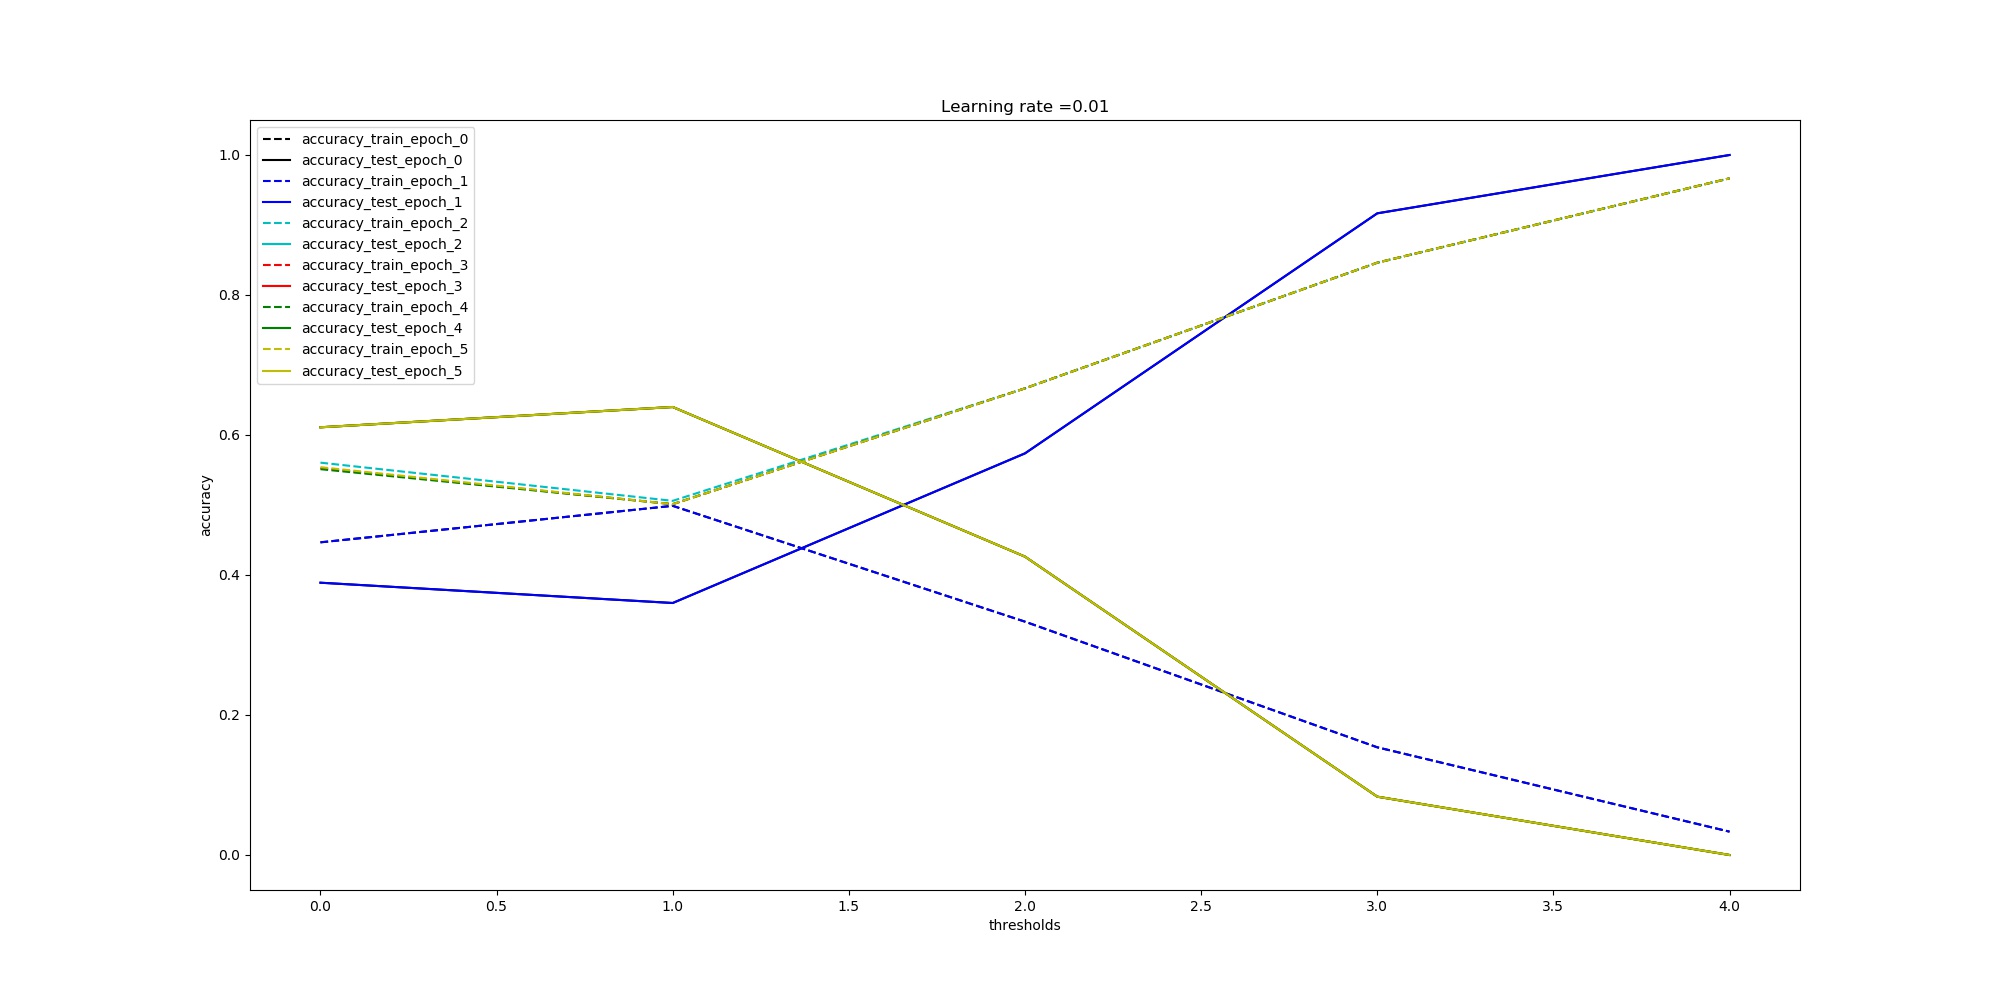 Learning rate =0.01
accuracy_train_epoch_0
accuracy_test_epoch_0
accuracy_train_epoch_1
accuracy_test_epoch_1
accuracy_train_epoch_2
accuracy_test_epoch_2
accuracy_train_epoch_3
accuracy_test_epoch_3
accuracy_train_epoch_4
accuracy_test_epoch_4
accuracy_train_epoch_5
accuracy_test_epoch_5
1.0
0.8
0.6
0.4
0.2
0.0
accuracy
0.0 0.5 1.0 1.5 2.0 2.5 3.0 3.5 4.0
thresholds